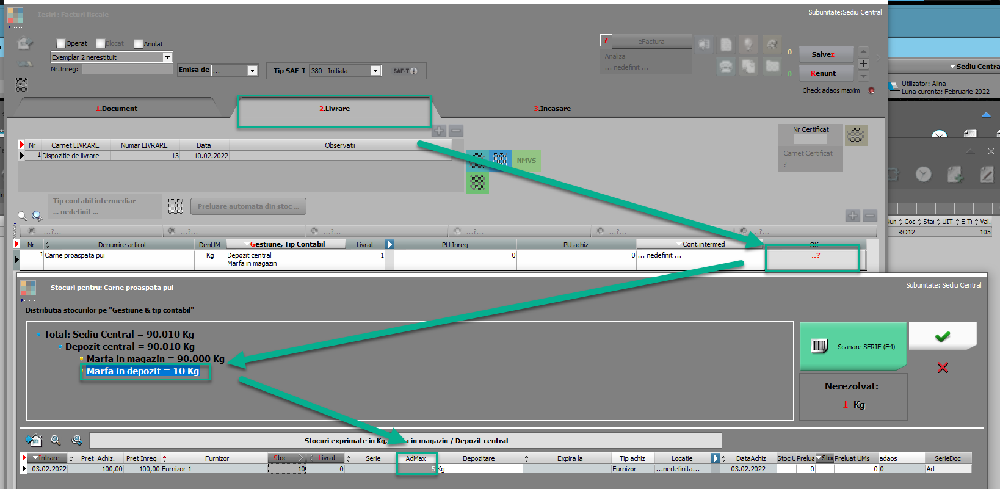 Iesiri : Facturi fiscale
Subunitate:Sediu Central
Operat
Blocat
Anulat
Exemplar 2 nerestituit
Nr.Inreg:
Emisa de
...
Tip SAF-T
380 - Initiala
SAF-T
?
eFactura
Analiza
... nedefinit ...
0
0
Salvez
Renunt
Check adaos maxim
Sediu Centra
Utilizator: Alina
Luna curenta: Februarie 2022
1.Document
2.Livrare
3.Incasare
Nr Carnet LIVRARE Numar LIVRARE Data Observatii
1 Dispozitie de livrare 13 10.02.2022
NMVS
Nr Certificat
Carnet Certificat
?
Tip contabil intermediar
... nedefinit ...
Preluare automata din stoc ...
...?... ...?... ...?... ...?... ...?... ...?...
Cod Star UIT E-Tr Val.
RO12 105
Nr Denumire articol DenUM Gestiune, Tip Contabil Livrat PU Inreg PU achiz Cont.intermed OK
1 Carne proaspata pui Kg Depozit central 1 0 0 ... nedefinit ... ..?
Marfa in magazin
Stocuri pentru: Carne proaspata pui
Subunitate: Sediu Central
Distributia stocurilor pe "Gestiune & tip contabil"
Total: Sediu Central = 90.010 Kg
Depozit central = 90.010 Kg
Marfa in magazin = 90.000 Kg
Marfa in depozit = 10 Kg
Scanare SERIE (F4)
Nerezolvat:
1 Kg
Stocuri exprimate in Kg, fa in magazin / Depozit central
Intrare Pret Achiz. Pret Inreg Furnizor Stoc Livrat Serie AdMax Depozitare Expira la Tip achiz Locatie DataAchiz Stoc U Prelua Stoc Preluat UMs adaos SerieDoc
03.02.2022 100,00 100,00 Furnizor 1 10 0 5 Kg Furnizor ...nedefinita... 03.02.2022 0 0 0 Ad